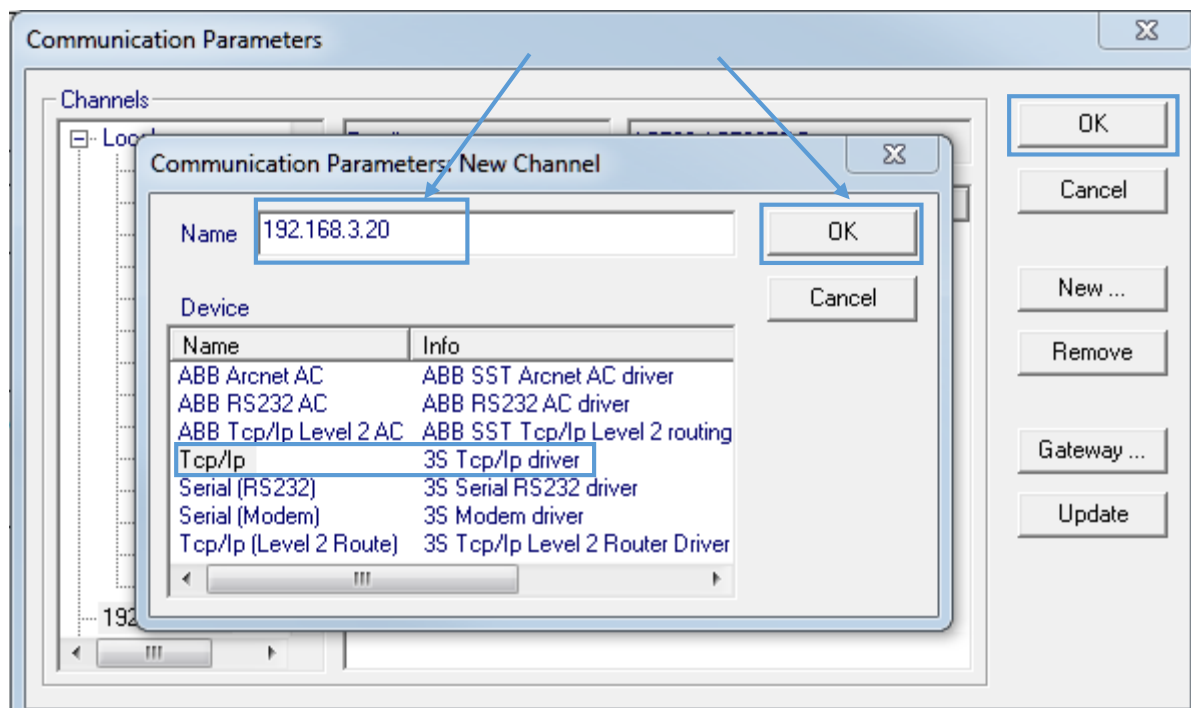 Communication Parameters
Channels
OK
Cancel
New ...
Remove
Gateway ...
Update
Communication Parameters: New Channel
Name 192.168.3.20
OK
Cancel
Device
Name Info
ABB Arcnet AC ABB SST Arcnet AC driver
ABB RS232 AC ABB RS232 AC driver
ABB Tcp/Ip Level 2 AC ABB SST Tcp/Ip Level 2 routing
Tcp/Ip 3S Tcp/Ip driver
Serial (RS232) 3S Serial RS232 driver
Serial (Modem) 3S Modem driver
Tcp/Ip (Level 2 Route) 3S Tcp/Ip Level 2 Router Driver
192